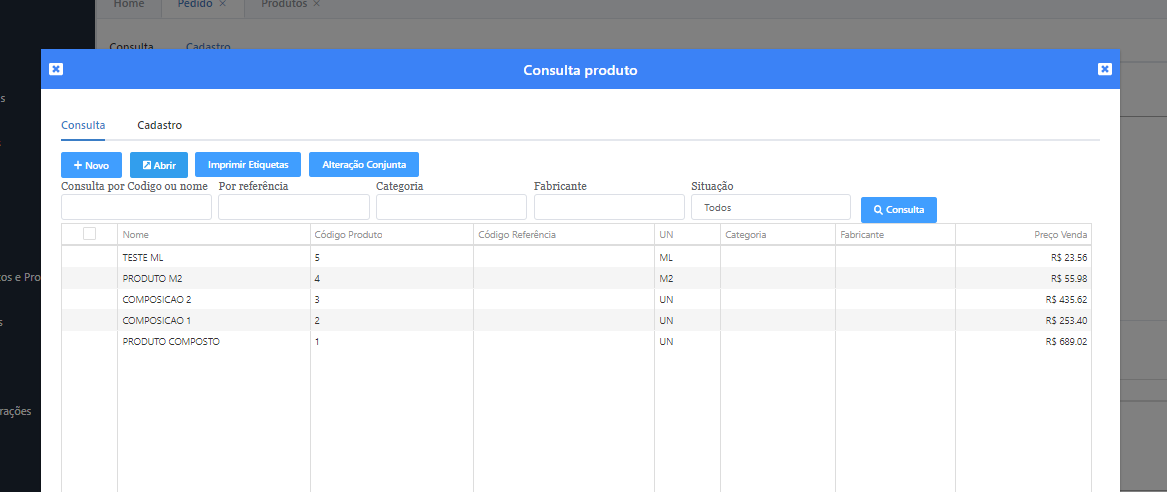 Home Pedido Produtos
Consulta Cadastro
Consulta produto
s
os e Pro
s
rações
Consulta Cadastro
Novo Abrir Imprimir Etiquetas Alteração Conjunta
Consulta por Codigo ou nome Por referência Categoria Fabricante Situação
Todos Consulta
Nome Código Produto Código Referência UN Categoria Fabricante Preço Venda
TESTE ML 5 ML R$ 23.56
PRODUTO M2 4 M2 R$ 55.98
COMPOSICAO 2 3 UN R$ 435.62
COMPOSICAO 1 2 UN R$ 253.40
PRODUTO COMPOSTO 1 UN R$ 689.02